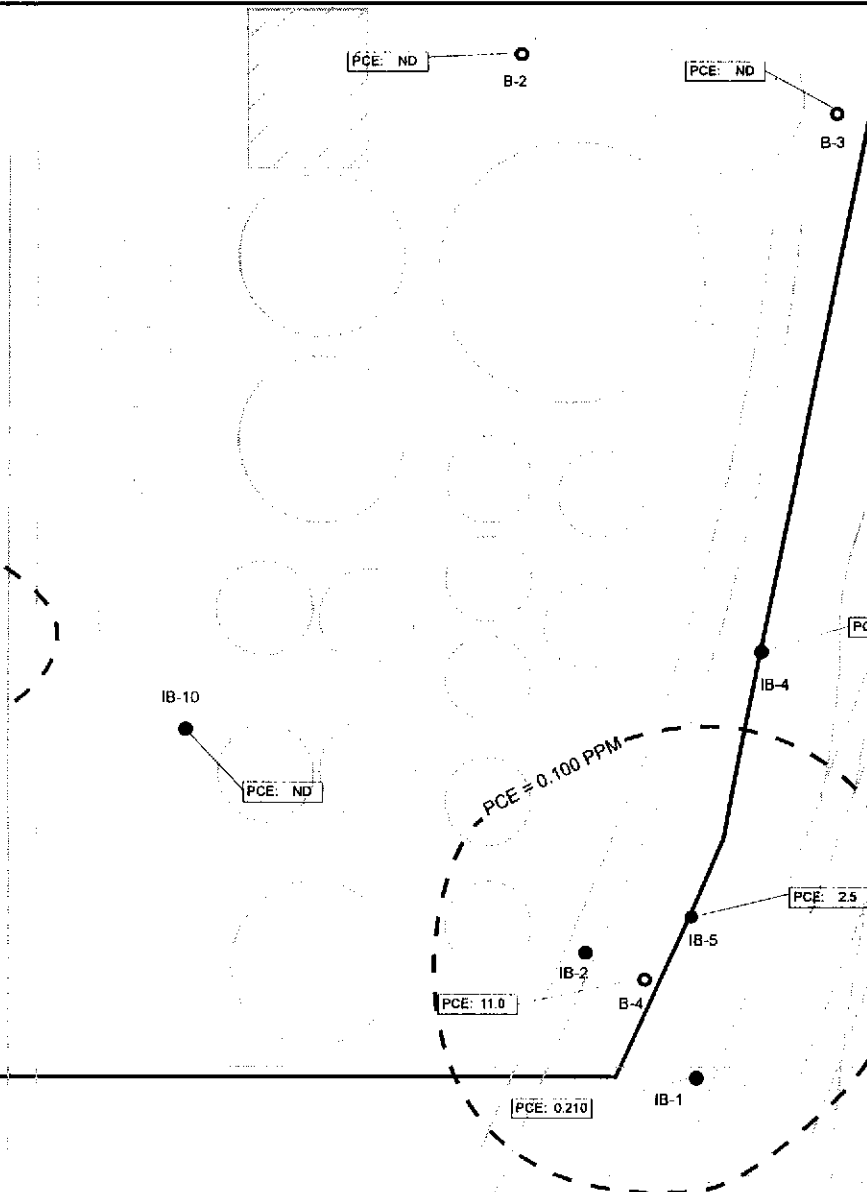 PCE: ND
B-2
PCE: ND
B-3
IB-4
IB-10
PCE: ND
PCE = 0.100 PPM
PCE: 2.5
IB-5
IB-2
B-4
PCE: 11.0
PCE: 0.210
IB-1